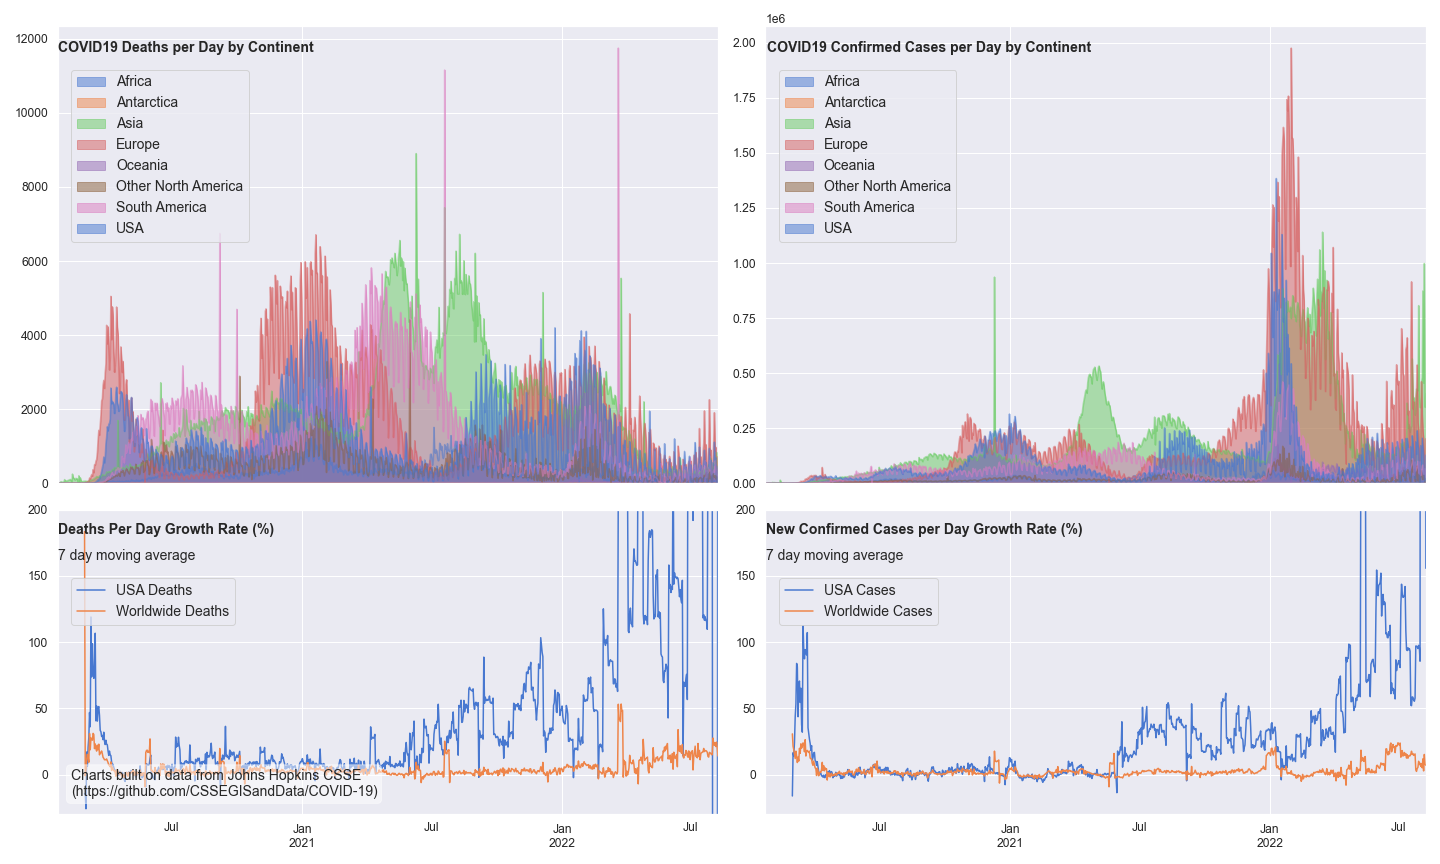 COVID19 Deaths per Day by Continent
12000
10000
8000
6000
4000
2000
0
Africa
Antarctica
Asia
Europe
Oceania
Other North America
South America
USA
1e6
COVID19 Confirmed Cases per Day by Continent
2.00
1.75
1.50
1.25
1.00
0.75
0.50
0.25
0.00
Africa
Antarctica
Asia
Europe
Oceania
Other North America
South America
USA
Deaths Per Day Growth Rate (%)
7 day moving average
200
150
100
50
0
USA Deaths
Worldwide Deaths
Charts built on data from Johns Hopkins CSSE
(https://github.com/CSSEGISandData/COVID-19)
Jul
Jan
2021
Jul
Jan
2022
Jul
New Confirmed Cases per Day Growth Rate (%)
7 day moving average
200
150
100
50
0
USA Cases
Worldwide Cases
Jul
Jan
2021
Jul
Jan
2022
Jul